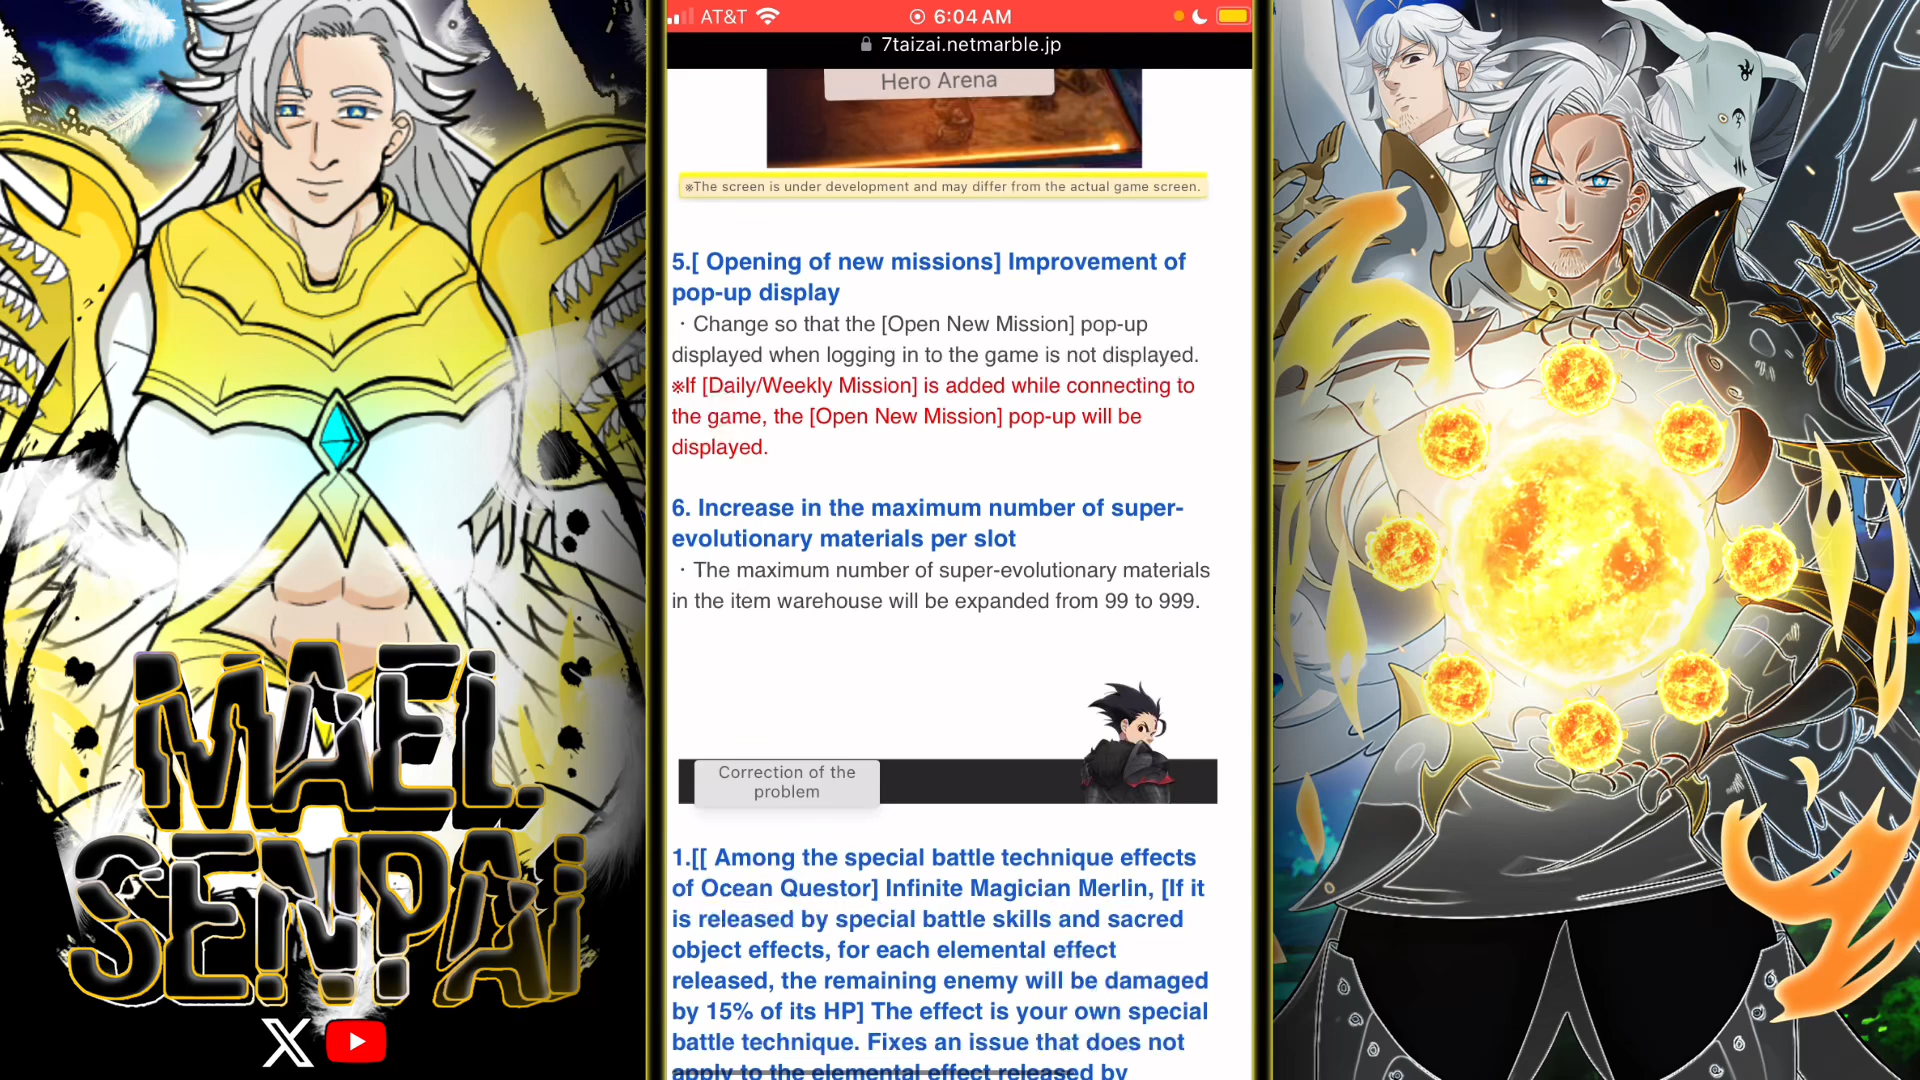 AT&T
6:04 AM
7taizai.netmarble.jp
Hero Arena
※The screen is under development and may differ from the actual game screen.
5.[ Opening of new missions] Improvement of
pop-up display
・Change so that the [Open New Mission] pop-up
displayed when logging in to the game is not displayed.
※If [Daily/Weekly Mission] is added while connecting to
the game, the [Open New Mission] pop-up will be
displayed.
6. Increase in the maximum number of super-
evolutionary materials per slot
・The maximum number of super-evolutionary materials
in the item warehouse will be expanded from 99 to 999.
Correction of the
problem
1.[[ Among the special battle technique effects
of Ocean Questor] Infinite Magician Merlin, [If it
is released by special battle skills and sacred
object effects, for each elemental effect
released, the remaining enemy will be damaged
by 15% of its HP] The effect is your own special
battle technique. Fixes an issue that does not
apply to the elemental effect released by
MAEL
SENPAI
X